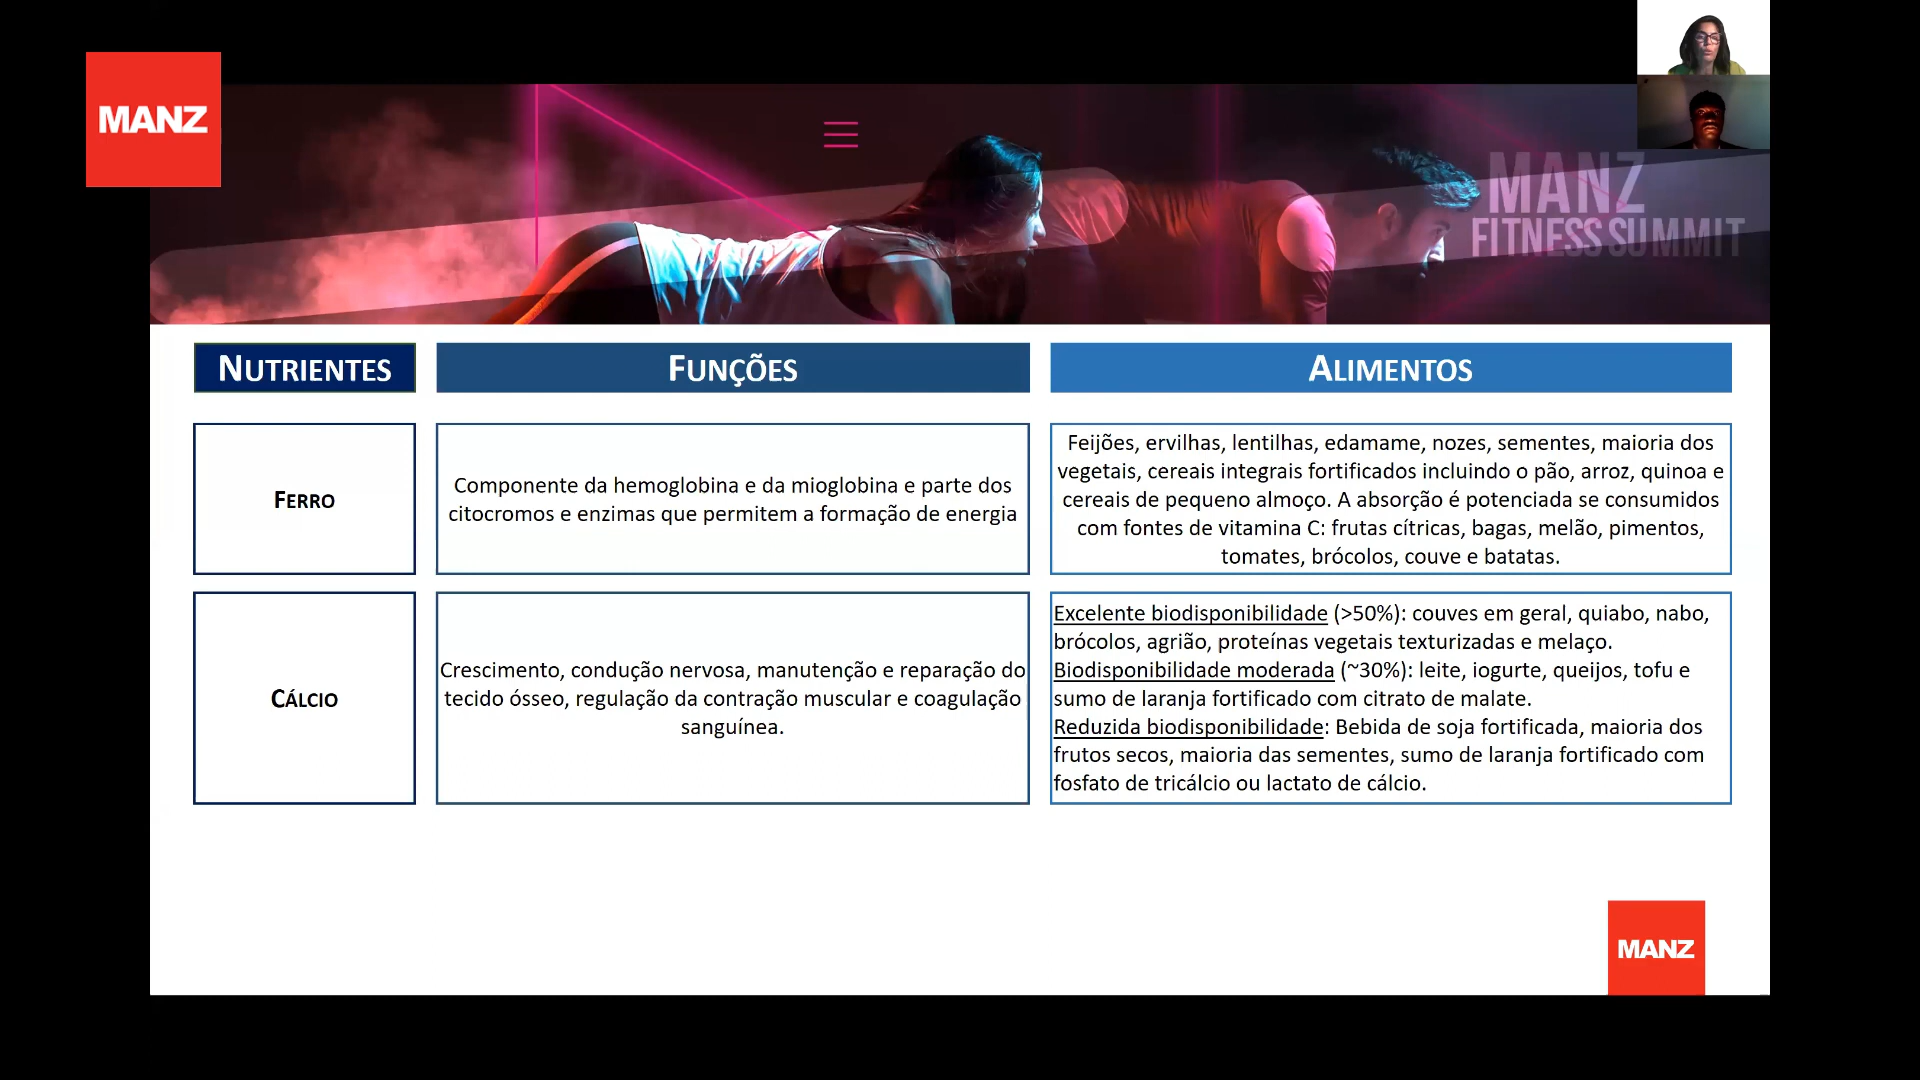 MANZ
MANZ
FITNESS SUMMIT
NUTRIENTES
FUNÇÕES
ALIMENTOS
FERRO
Componente da hemoglobina e da mioglobina e parte dos
citocromos e enzimas que permitem a formação de energia
Feijões, ervilhas, lentilhas, edamame, nozes, sementes, maioria dos
vegetais, cereais integrais fortificados incluindo o pão, arroz, quinoa e
cereais de pequeno almoço. A absorção é potenciada se consumidos
com fontes de vitamina C: frutas cítricas, bagas, melão, pimentos,
tomates, brócolos, couve e batatas.
CÁLCIO
Crescimento, condução nervosa, manutenção e reparação do
tecido ósseo, regulação da contração muscular e coagulação
sanguínea.
Excelente biodisponibilidade (>50%): couves em geral, quiabo, nabo,
brócolos, agrião, proteínas vegetais texturizadas e melaço.
Biodisponibilidade moderada (~30%): leite, iogurte, queijos, tofu e
sumo de laranja fortificado com citrato de malate.
Reduzida biodisponibilidade: Bebida de soja fortificada, maioria dos
frutos secos, maioria das sementes, sumo de laranja fortificado com
fosfato de tricálcio ou lactato de cálcio.
MANZ